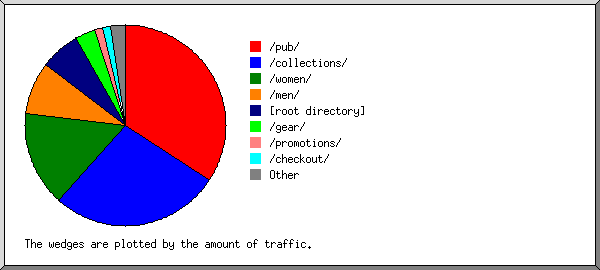 /pub/
/collections/
/women/
/men/
[root directory]
/gear/
/promotions/
/checkout/
Other
The wedges are plotted by the amount of traffic.